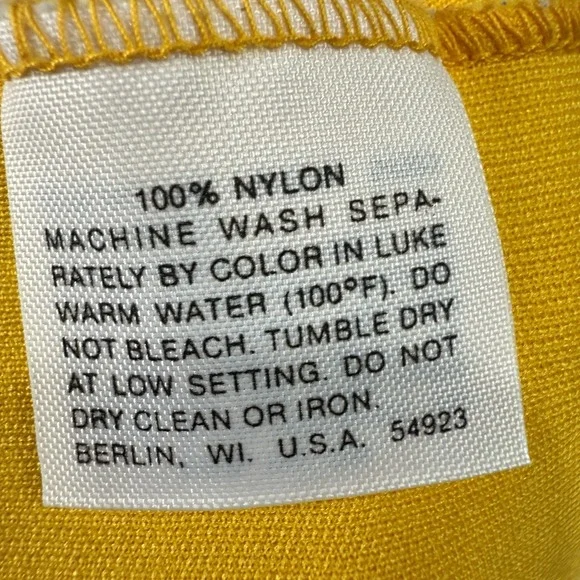 100% NYLON
MACHINE WASH SEPA-
RATELY BY COLOR IN LUKE
WARM WATER (100°F). DO
NOT BLEACH. TUMBLE DRY
AT LOW SETTING. DO NOT
DRY CLEAN OR IRON.
BERLIN, WI. U.S.A. 54923